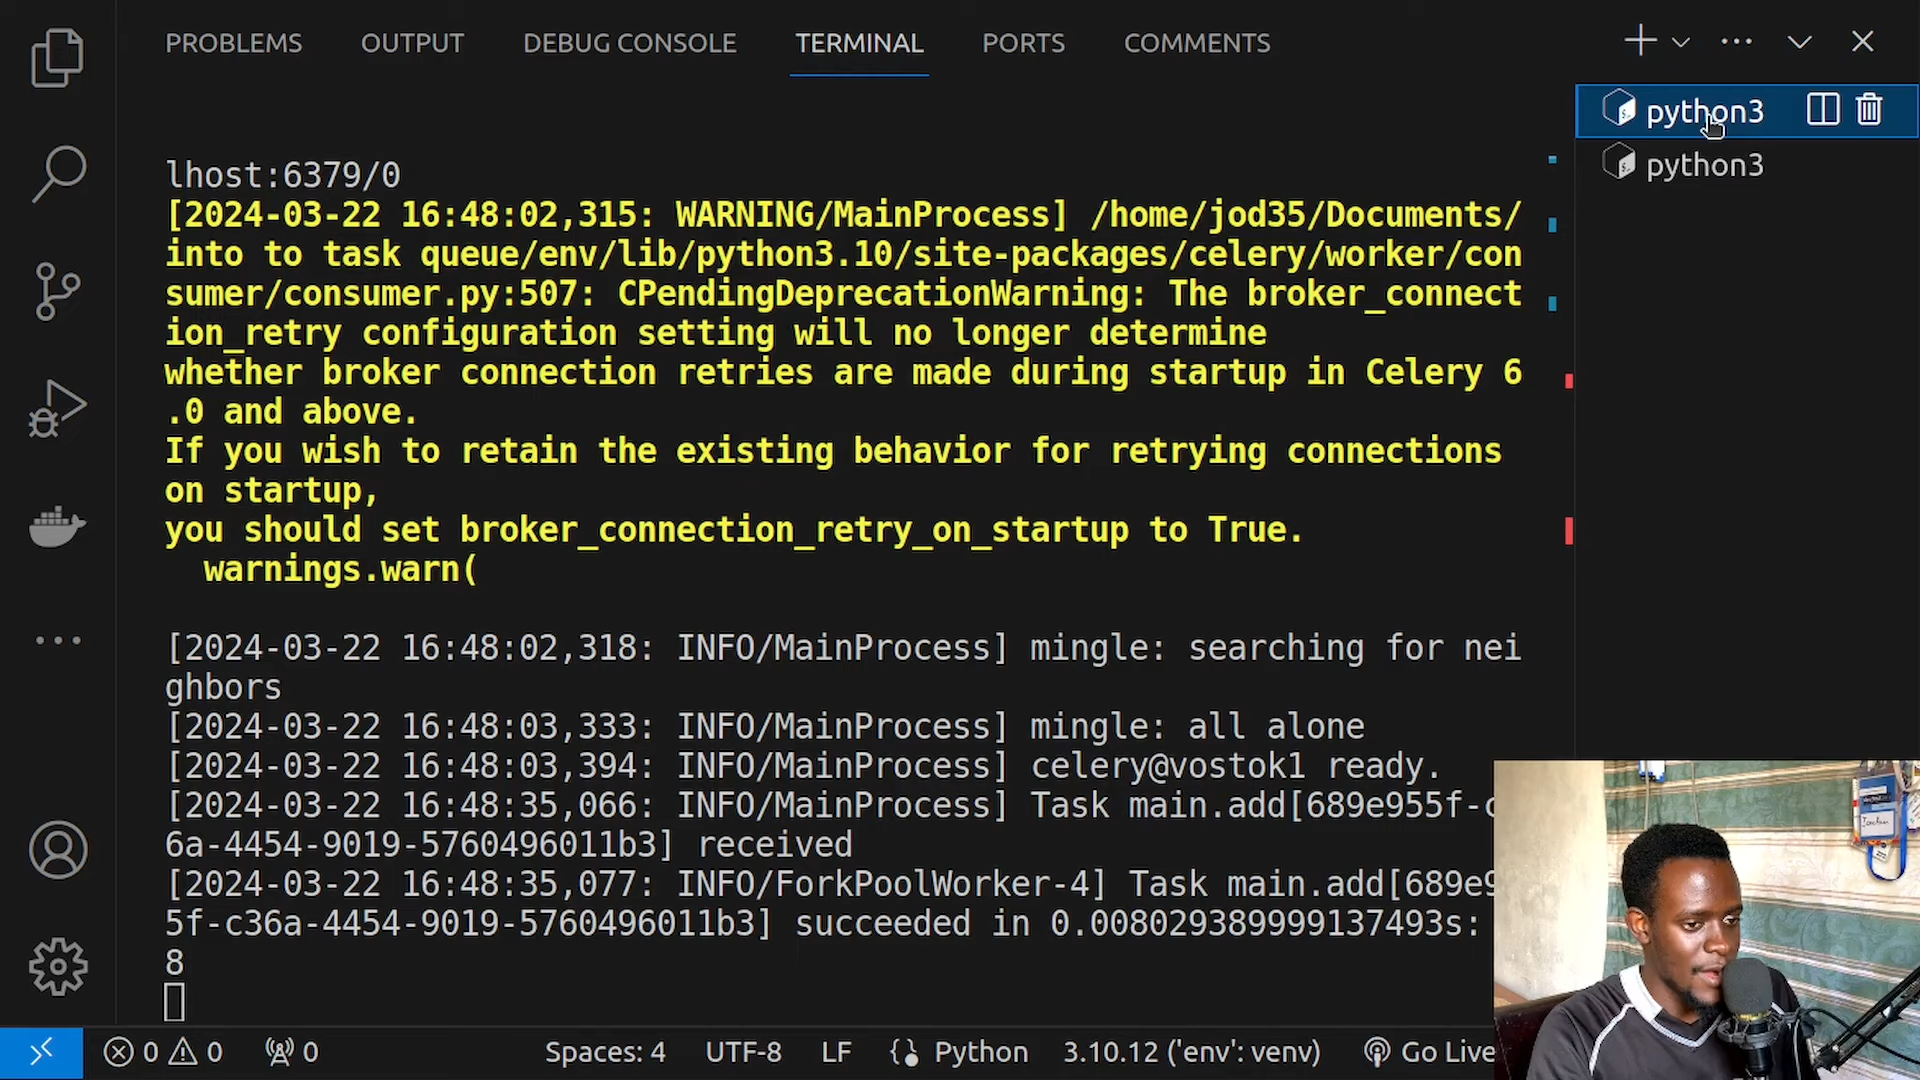 PROBLEMS OUTPUT DEBUG CONSOLE TERMINAL PORTS COMMENTS
python3
python3
lhost:6379/0
[2024-03-22 16:48:02,315: WARNING/MainProcess] /home/jod35/Documents/
into to task queue/env/lib/python3.10/site-packages/celery/worker/con
sumer/consumer.py:507: CPendingDeprecationWarning: The broker_connect
ion_retry configuration setting will no longer determine
whether broker connection retries are made during startup in Celery 6
.0 and above.
If you wish to retain the existing behavior for retrying connections
on startup,
you should set broker_connection_retry_on_startup to True.
  warnings.warn(
[2024-03-22 16:48:02,318: INFO/MainProcess] mingle: searching for nei
ghbors
[2024-03-22 16:48:03,333: INFO/MainProcess] mingle: all alone
[2024-03-22 16:48:03,394: INFO/MainProcess] celery@vostok1 ready.
[2024-03-22 16:48:35,066: INFO/MainProcess] Task main.add[689e955f-c
6a-4454-9019-5760496011b3] received
[2024-03-22 16:48:35,077: INFO/ForkPoolWorker-4] Task main.add[689e9
5f-c36a-4454-9019-5760496011b3] succeeded in 0.008029389999137493s:
8
0 0 0 Spaces: 4 UTF-8 LF Python 3.10.12 ('env': venv) Go Live